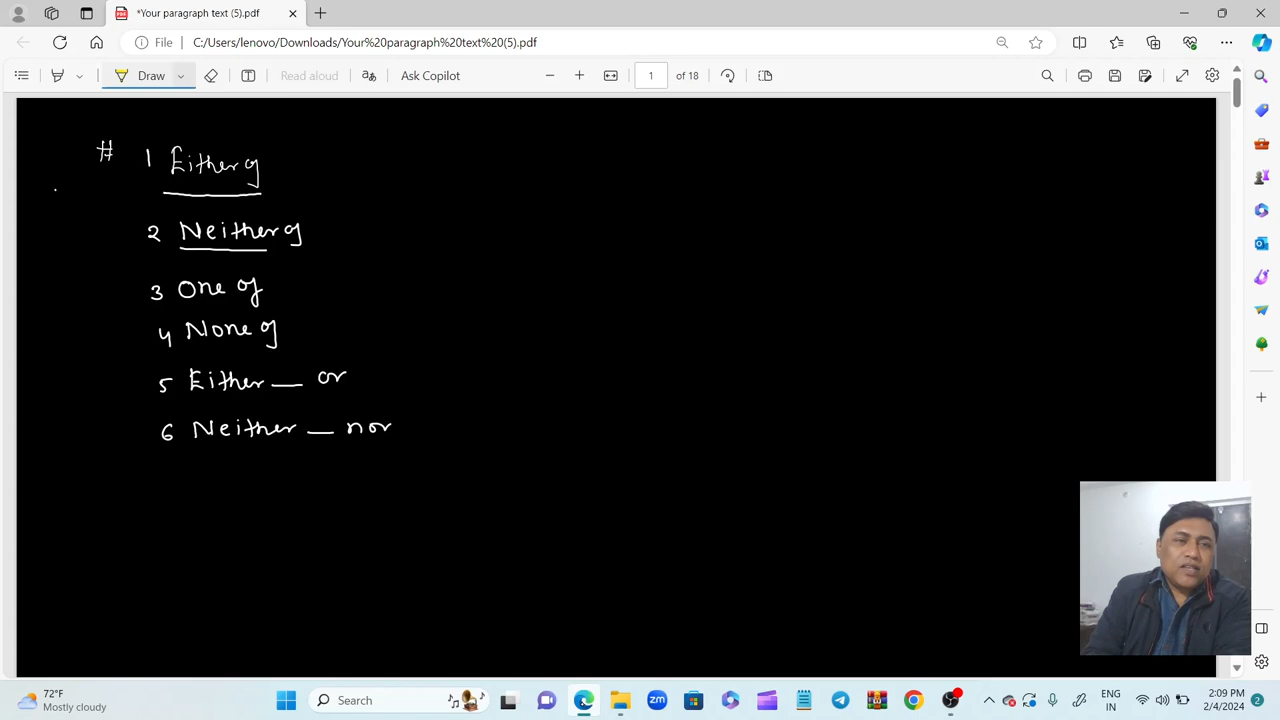 *Your paragraph text (5).pdf
File C:/Users/lenovo/Downloads/Your%20paragraph%20text%20(5).pdf
Draw Read aloud Ask Copilot 1 of 18
# 1 Either of
2 Neither of
3 One of
4 None of
5 Either — or
6 Neither — nor
72°F
Mostly cloudy
Search
ENG
IN
2:09 PM
2/4/2024
2